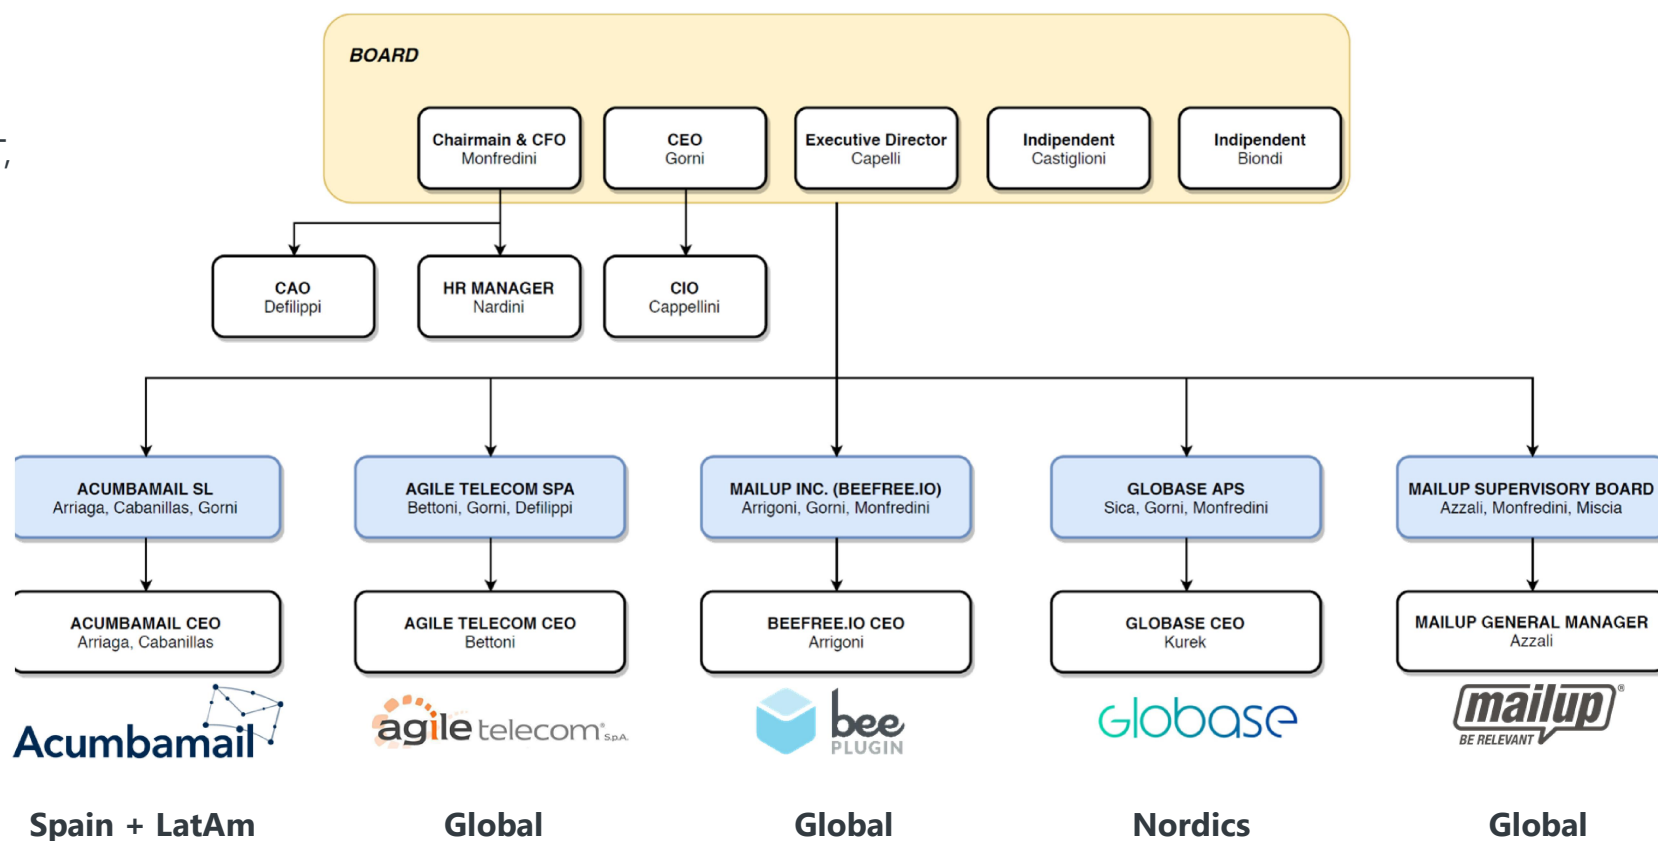 BOARD
Chairmain & CFO
Monfredini
CEO
Gorni
Executive Director
Capelli
Indipendent
Castiglioni
Indipendent
Biondi
CAO
Defilippi
HR MANAGER
Nardini
CIO
Cappellini
ACUMBAMAIL SL
Arriaga, Cabanillas, Gorni
AGILE TELECOM SPA
Bettoni, Gorni, Defilippi
MAILUP INC. (BEEFREE.IO)
Arrigoni, Gorni, Monfredini
GLOBASE APS
Sica, Gorni, Monfredini
MAILUP SUPERVISORY BOARD
Azzali, Monfredini, Miscia
ACUMBAMAIL CEO
Arriaga, Cabanillas
AGILE TELECOM CEO
Bettoni
BEEFREE.IO CEO
Arrigoni
GLOBASE CEO
Kurek
MAILUP GENERAL MANAGER
Azzali
Acumbamail
agile telecom® S.p.A.
bee
PLUGIN
Globase
mailup®
BE RELEVANT
Spain + LatAm
Global
Global
Nordics
Global